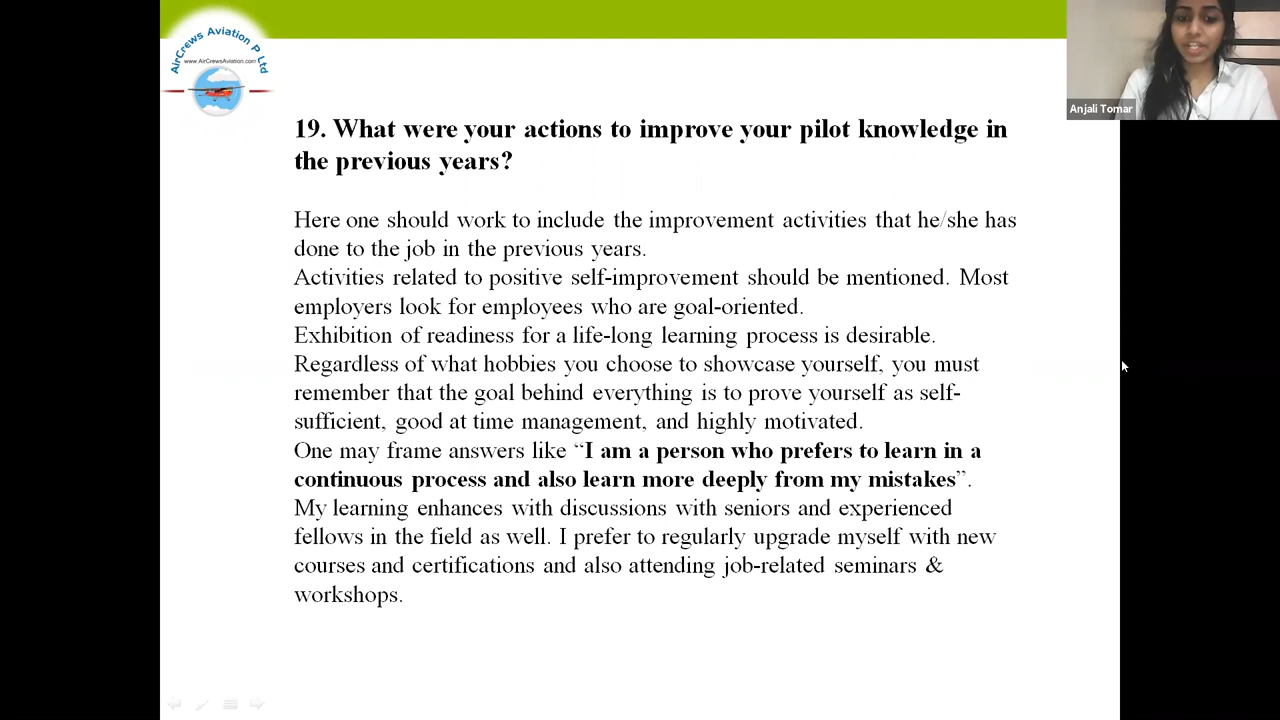 AirCrews Aviation P Ltd
www.AirCrewsAviation.com
Anjali Tomar
19. What were your actions to improve your pilot knowledge in
the previous years?
Here one should work to include the improvement activities that he/she has
done to the job in the previous years.
Activities related to positive self-improvement should be mentioned. Most
employers look for employees who are goal-oriented.
Exhibition of readiness for a life-long learning process is desirable.
Regardless of what hobbies you choose to showcase yourself, you must
remember that the goal behind everything is to prove yourself as self-
sufficient, good at time management, and highly motivated.
One may frame answers like “I am a person who prefers to learn in a
continuous process and also learn more deeply from my mistakes”.
My learning enhances with discussions with seniors and experienced
fellows in the field as well. I prefer to regularly upgrade myself with new
courses and certifications and also attending job-related seminars &
workshops.